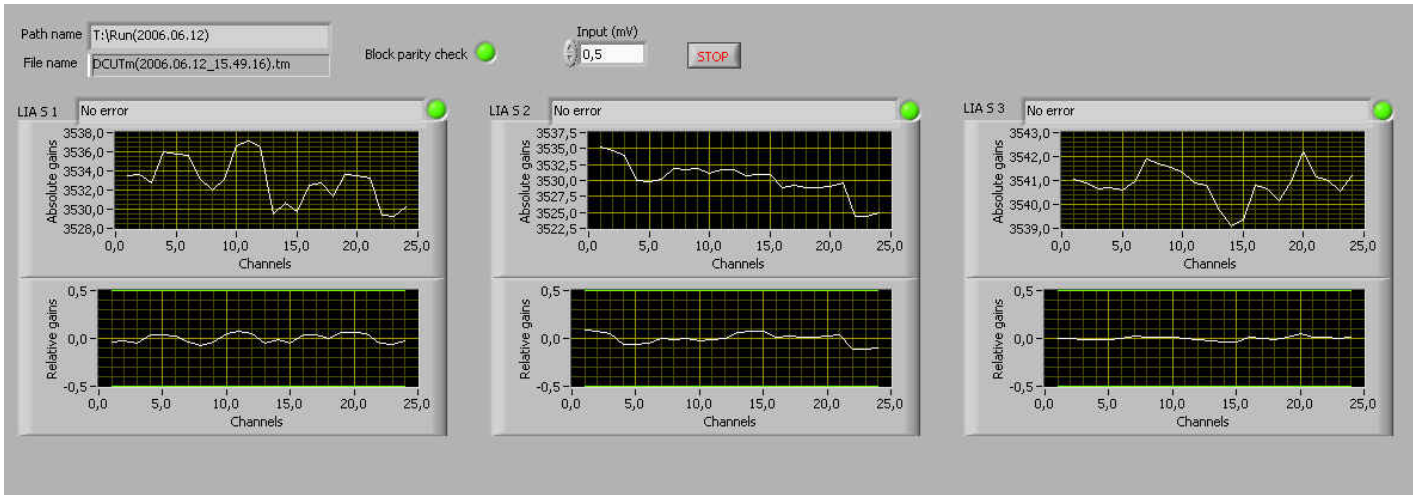 Path name T:\Run(2006.06.12)
File name DCUTm(2006.06.12_15.49.16).tm
Block parity check
Input (mV)
0,5
STOP
LIA S 1 No error
Absolute gains
3538,0
3536,0
3534,0
3532,0
3530,0
3528,0
0,0 5,0 10,0 15,0 20,0 25,0
Channels
Relative gains
0,5
0,0
-0,5
0,0 5,0 10,0 15,0 20,0 25,0
Channels
LIA S 2 No error
Absolute gains
3537,5
3535,0
3532,5
3530,0
3527,5
3525,0
3522,5
0,0 5,0 10,0 15,0 20,0 25,0
Channels
Relative gains
0,5
0,0
-0,5
0,0 5,0 10,0 15,0 20,0 25,0
Channels
LIA S 3 No error
Absolute gains
3543,0
3542,0
3541,0
3540,0
3539,0
0,0 5,0 10,0 15,0 20,0 25,0
Channels
Relative gains
0,5
0,0
-0,5
0,0 5,0 10,0 15,0 20,0 25,0
Channels